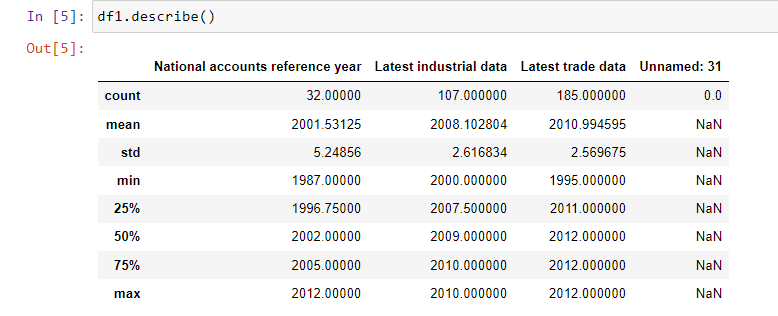 In [5]: df1.describe()
Out[5]:
National accounts reference year Latest industrial data Latest trade data Unnamed: 31
count 32.00000 107.000000 185.000000 0.0
mean 2001.53125 2008.102804 2010.994595 NaN
std 5.24856 2.616834 2.569675 NaN
min 1987.00000 2000.000000 1995.000000 NaN
25% 1996.75000 2007.500000 2011.000000 NaN
50% 2002.00000 2009.000000 2012.000000 NaN
75% 2005.00000 2010.000000 2012.000000 NaN
max 2012.00000 2010.000000 2012.000000 NaN